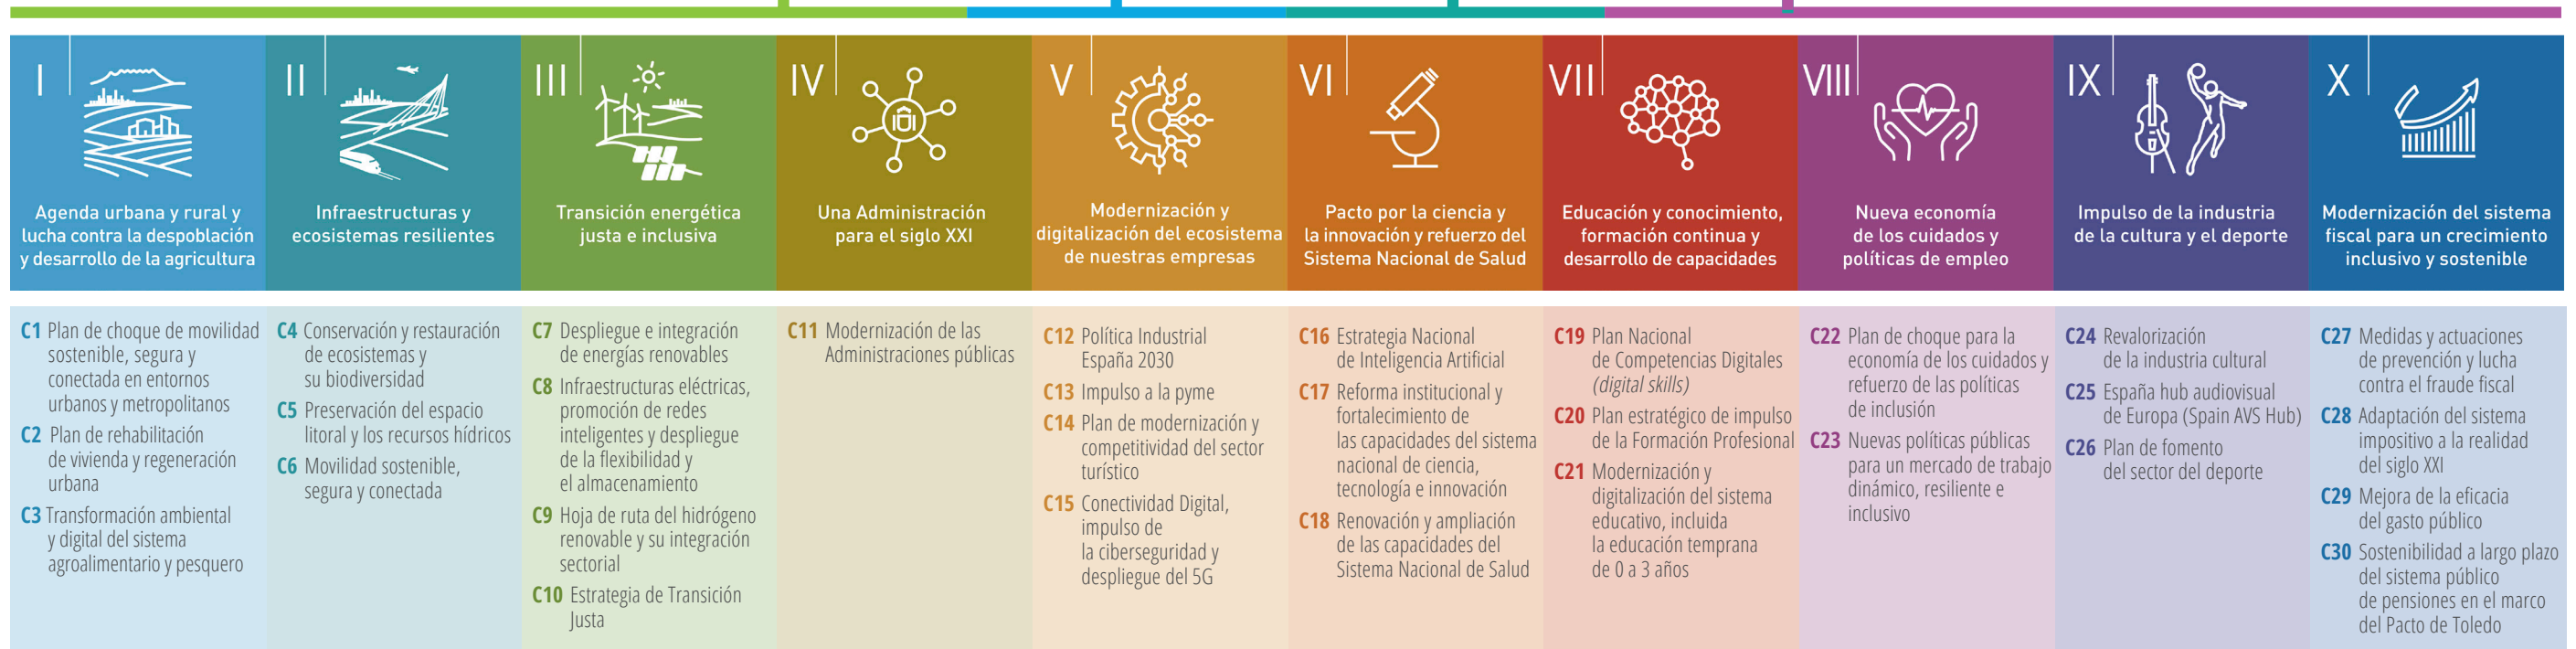 I
Agenda urbana y rural y
lucha contra la despoblación
y desarrollo de la agricultura
II
Infraestructuras y
ecosistemas resilientes
III
Transición energética
justa e inclusiva
IV
Una Administración
para el siglo XXI
V
Modernización y
digitalización del ecosistema
de nuestras empresas
VI
Pacto por la ciencia y
la innovación y refuerzo del
Sistema Nacional de Salud
VII
Educación y conocimiento,
formación continua y
desarrollo de capacidades
VIII
Nueva economía
de los cuidados y
políticas de empleo
IX
Impulso de la industria
de la cultura y el deporte
X
Modernización del sistema
fiscal para un crecimiento
inclusivo y sostenible
C1 Plan de choque de movilidad
sostenible, segura y
conectada en entornos
urbanos y metropolitanos
C2 Plan de rehabilitación
de vivienda y regeneración
urbana
C3 Transformación ambiental
y digital del sistema
agroalimentario y pesquero
C4 Conservación y restauración
de ecosistemas y
su biodiversidad
C5 Preservación del espacio
litoral y los recursos hídricos
C6 Movilidad sostenible,
segura y conectada
C7 Despliegue e integración
de energías renovables
C8 Infraestructuras eléctricas,
promoción de redes
inteligentes y despliegue
de la flexibilidad y
el almacenamiento
C9 Hoja de ruta del hidrógeno
renovable y su integración
sectorial
C10 Estrategia de Transición
Justa
C11 Modernización de las
Administraciones públicas
C12 Política Industrial
España 2030
C13 Impulso a la pyme
C14 Plan de modernización y
competitividad del sector
turístico
C15 Conectividad Digital,
impulso de
la ciberseguridad y
despliegue del 5G
C16 Estrategia Nacional
de Inteligencia Artificial
C17 Reforma institucional y
fortalecimiento de
las capacidades del sistema
nacional de ciencia,
tecnología e innovación
C18 Renovación y ampliación
de las capacidades del
Sistema Nacional de Salud
C19 Plan Nacional
de Competencias Digitales
(digital skills)
C20 Plan estratégico de impulso
de la Formación Profesional
C21 Modernización y
digitalización del sistema
educativo, incluida
la educación temprana
de 0 a 3 años
C22 Plan de choque para la
economía de los cuidados y
refuerzo de las políticas
de inclusión
C23 Nuevas políticas públicas
para un mercado de trabajo
dinámico, resiliente e
inclusivo
C24 Revalorización
de la industria cultural
C25 España hub audiovisual
de Europa (Spain AVS Hub)
C26 Plan de fomento
del sector del deporte
C27 Medidas y actuaciones
de prevención y lucha
contra el fraude fiscal
C28 Adaptación del sistema
impositivo a la realidad
del siglo XXI
C29 Mejora de la eficacia
del gasto público
C30 Sostenibilidad a largo plazo
del sistema público
de pensiones en el marco
del Pacto de Toledo